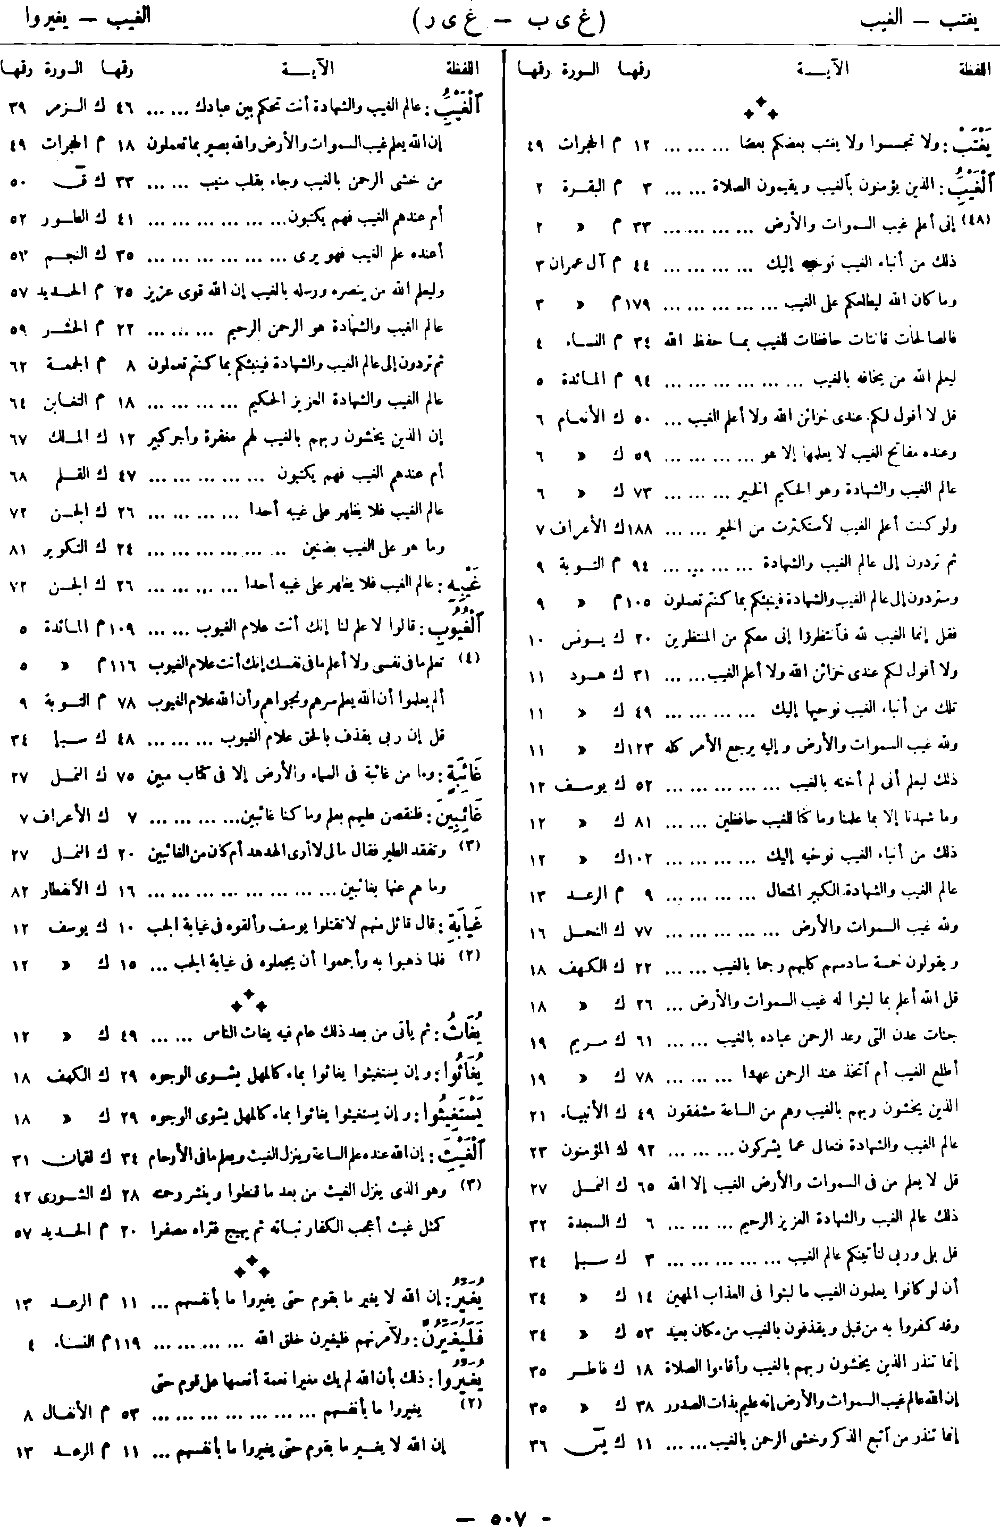 يغتب – الغيب (غ ى ب – غ ى ر) الغيب – يغيروا
اللفظة الآيــة رقمها السورة رقمها
يَغْتَبْ : ولا تجسسوا ولا يغتب بعضكم بعضا ... ... ... ١٢ م الحجرات ٤٩
اَلْغَيْبُ : الذين يؤمنون بالغيب ويقيمون الصلاة ... ... ٣ م البقرة ٢
(٤٨) إنى أعلم غيب السموات والأرض ... ... ... ... ٣٣ م » ٢
ذلك من أنباء الغيب نوحيه إليك ... ... ... ... ٤٤ م آل عمران ٣
وما كان الله ليطلعكم على الغيب ... ... ... ... ... ١٧٩م » ٣
فالصالحات قانتات حافظات للغيب بما حفظ الله ٣٤ م النساء ٤
ليعلم الله من يخافه بالغيب ... ... ... ... ... ... ٩٤ م المائدة ٥
قل لا أقول لكم عندى خزائن الله ولا أعلم الغيب ... ٥٠ ك الأنعام ٦
وعنده مفاتح الغيب لا يعلمها إلا هو ... ... ... ... ٥٩ ك » ٦
عالم الغيب والشهادة وهو الحكيم الخبير ... ... ... ٧٣ ك » ٦
ولو كنت أعلم الغيب لاستكثرت من الخير ... ... ١٨٨ك الأعراف ٧
ثم تردون إلى عالم الغيب والشهادة ... ... ... ... ٩٤ م التوبة ٩
وستردون إلى عالم الغيب والشهادة فينبئكم بما كنتم تعملون ١٠٥م » ٩
فقل إنما الغيب لله فٱنتظروا إنى معكم من المنتظرين ٢٠ ك يونس ١٠
ولا أقول لكم عندى خزائن الله ولا أعلم الغيب... ... ٣١ ك هود ١١
تلك من أنباء الغيب نوحيها إليك ... ... ... ... ٤٩ ك » ١١
ولله غيب السموات والأرض وإليه يرجع الأمر كله ١٢٣ك » ١١
ذلك ليعلم أنى لم أخنه بالغيب ... ... ... ... ... ٥٢ ك يوسف ١٢
وما شهدنا إلا بما علمنا وما كنا للغيب حافظين ... ... ٨١ ك » ١٢
ذلك من أنباء الغيب نوحيه إليك ... ... ... ... ١٠٢ك » ١٢
عالم الغيب والشهادة الكبير المتعال ... ... ... ... ٩ م الرعد ١٣
ولله غيب السموات والأرض ... ... ... ... ... ٧٧ ك النحل ١٦
ويقولون خمسة سادسهم كلبهم رجما بالغيب ... ... ٢٢ ك الكهف ١٨
قل الله أعلم بما لبثوا له غيب السموات والأرض ... ٢٦ ك » ١٨
جنات عدن التى وعد الرحمن عباده بالغيب ... ... ٦١ ك مريم ١٩
أطلع الغيب أم ٱتخذ عند الرحمن عهدا ... ... ... ٧٨ ك » ١٩
الذين يخشون ربهم بالغيب وهم من الساعة مشفقون ٤٩ ك الأنبياء ٢١
عالم الغيب والشهادة فتعالى عما يشركون ... ... ... ٩٢ ك المؤمنون ٢٣
قل لا يعلم من فى السموات والأرض الغيب إلا الله ٦٥ ك النمل ٢٧
ذلك عالم الغيب والشهادة العزيز الرحيم ... ... ... ٦ ك السجدة ٣٢
قل بلى وربى لتأتينكم عالم الغيب ... ... ... ... ... ٣ ك سبإ ٣٤
أن لو كانوا يعلمون الغيب ما لبثوا فى العذاب المهين ١٤ ك » ٣٤
وقد كفروا به من قبل ويقذفون بالغيب من مكان بعيد ٥٣ ك » ٣٤
إنما تنذر الذين يخشون ربهم بالغيب وأقاموا الصلاة ١٨ ك فاطر ٣٥
إن الله عالم غيب السموات والأرض إنه عليم بذات الصدور ٣٨ ك » ٣٥
إنما تنذر من ٱتبع الذكر وخشى الرحمن بالغيب ... ... ١١ ك يسٓ ٣٦
اللفظة الآيــة رقمها السورة رقمها
اَلْغَيْبُ : عالم الغيب والشهادة أنت تحكم بين عبادك ... ... ٤٦ ك الزمر ٣٩
إن الله يعلم غيب السموات والأرض والله بصير بما تعملون ١٨ م الحجرات ٤٩
من خشى الرحمن بالغيب وجاء بقلب منيب ... ... ٣٣ ك قٓ ٥٠
أم عندهم الغيب فهم يكتبون... ... ... ... ... ... ٤١ ك الطور ٥٢
أعنده علم الغيب فهو يرى ... ... ... ... ... ... ٣٥ ك النجم ٥٣
وليعلم الله من ينصره ورسله بالغيب إن الله قوى عزيز ٢٥ م الحديد ٥٧
عالم الغيب والشهادة هو الرحمن الرحيم ... ... ... ٢٢ م الحشر ٥٩
ثم تردون إلى عالم الغيب والشهادة فينبئكم بما كنتم تعملون ٨ م الجمعة ٦٢
عالم الغيب والشهادة العزيز الحكيم ... ... ... ... ١٨ م التغابن ٦٤
إن الذين يخشون ربهم بالغيب لهم مغفرة وأجر كبير ١٢ ك الملك ٦٧
أم عندهم الغيب فهم يكتبون ... ... ... ... ... ٤٧ ك القلم ٦٨
عالم الغيب فلا يظهر على غيبه أحدا ... ... ... ... ٢٦ ك الجن ٧٢
وما هو على الغيب بضنين ... ... ... ... ... ... ٢٤ ك التكوير ٨١
غَيْبِهِ : عالم الغيب فلا يظهر على غيبه أحدا ... ... ... ... ٢٦ ك الجن ٧٢
اَلْغُيُوبِ : قالوا لا علم لنا إنك أنت علام الغيوب ... ... ١٠٩م المائدة ٥
(٤) تعلم ما فى نفسى ولا أعلم ما فى نفسك إنك أنت علام الغيوب ١١٦م » ٥
ألم يعلموا أن الله يعلم سرهم ونجواهم وأن الله علام الغيوب ٧٨ م التوبة ٩
قل إن ربى يقذف بالحق علام الغيوب ... ... ... ٤٨ ك سبإ ٣٤
غَائِبَةٍ : وما من غائبة فى السماء والأرض إلا فى كتاب مبين ٧٥ ك النمل ٢٧
غَائِبِينَ : فلنقصن عليهم بعلم وما كنا غائبين... ... ... ... ٧ ك الأعراف ٧
(٣) وتفقد الطير فقال مالى لا أرى الهدهد أم كان من الغائبين ٢٠ ك النمل ٢٧
وما هم عنها بغائبين ... ... ... ... ... ... ... ١٦ ك الأنفطار ٨٢
غَيَابَةِ : قال قائل منهم لا تقتلوا يوسف وألقوه فى غيابة الجب ١٠ ك يوسف ١٢
(٢) فلما ذهبوا به وأجمعوا أن يجعلوه فى غيابة الجب ... ١٥ ك » ١٢
يُغَاثُ : ثم يأتى من بعد ذلك عام فيه يغاث الناس ... ... ٤٩ ك » ١٢
يُغَاثُوا : وإن يستغيثوا يغاثوا بماء كالمهل يشوى الوجوه ٢٩ ك الكهف ١٨
يَسْتَغِيثُوا : وإن يستغيثوا يغاثوا بماء كالمهل يشوى الوجوه ٢٩ ك » ١٨
اَلْغَيْثَ : إن الله عنده علم الساعة وينزل الغيث ويعلم ما فى الأرحام ٣٤ ك لقمان ٣١
(٣) وهو الذى ينزل الغيث من بعد ما قنطوا وينشر رحمته ٢٨ ك الشورى ٤٢
كمثل غيث أعجب الكفار نباته ثم يهيج فتراه مصفرا ٢٠ م الحديد ٥٧
يُغَيِّرُ : إن الله لا يغير ما بقوم حتى يغيروا ما بأنفسهم ... ١١ م الرعد ١٣
فَلَيُغَيِّرُنَّ : ولآمرنهم فليغيرن خلق الله ... ... ... ... ١١٩م النساء ٤
يُغَيِّرُوا : ذلك بأن الله لم يك مغيرا نعمة أنعمها على قوم حتى
(٢) يغيروا ما بأنفسهم ... ... ... ... ... ... ٥٣ م الأنفال ٨
إن الله لا يغير ما بقوم حتى يغيروا ما بأنفسهم ... ١١ م الرعد ١٣
- ٥٠٧ —